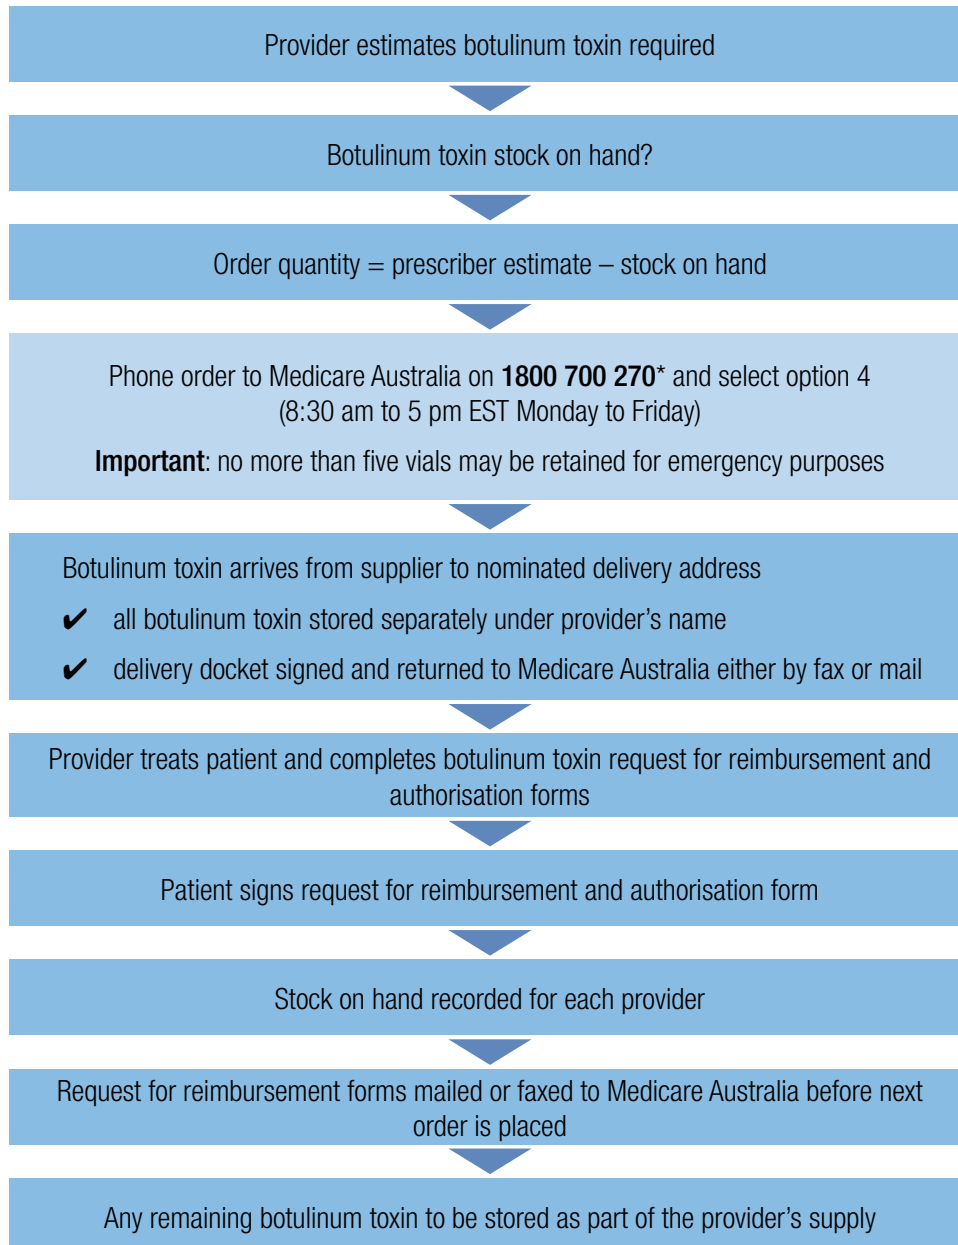 Provider estimates botulinum toxin required
Botulinum toxin stock on hand?
Order quantity = prescriber estimate – stock on hand
Phone order to Medicare Australia on 1800 700 270* and select option 4
(8:30 am to 5 pm EST Monday to Friday)
Important: no more than five vials may be retained for emergency purposes
Botulinum toxin arrives from supplier to nominated delivery address
✔ all botulinum toxin stored separately under provider’s name
✔ delivery docket signed and returned to Medicare Australia either by fax or mail
Provider treats patient and completes botulinum toxin request for reimbursement and
authorisation forms
Patient signs request for reimbursement and authorisation form
Stock on hand recorded for each provider
Request for reimbursement forms mailed or faxed to Medicare Australia before next
order is placed
Any remaining botulinum toxin to be stored as part of the provider’s supply